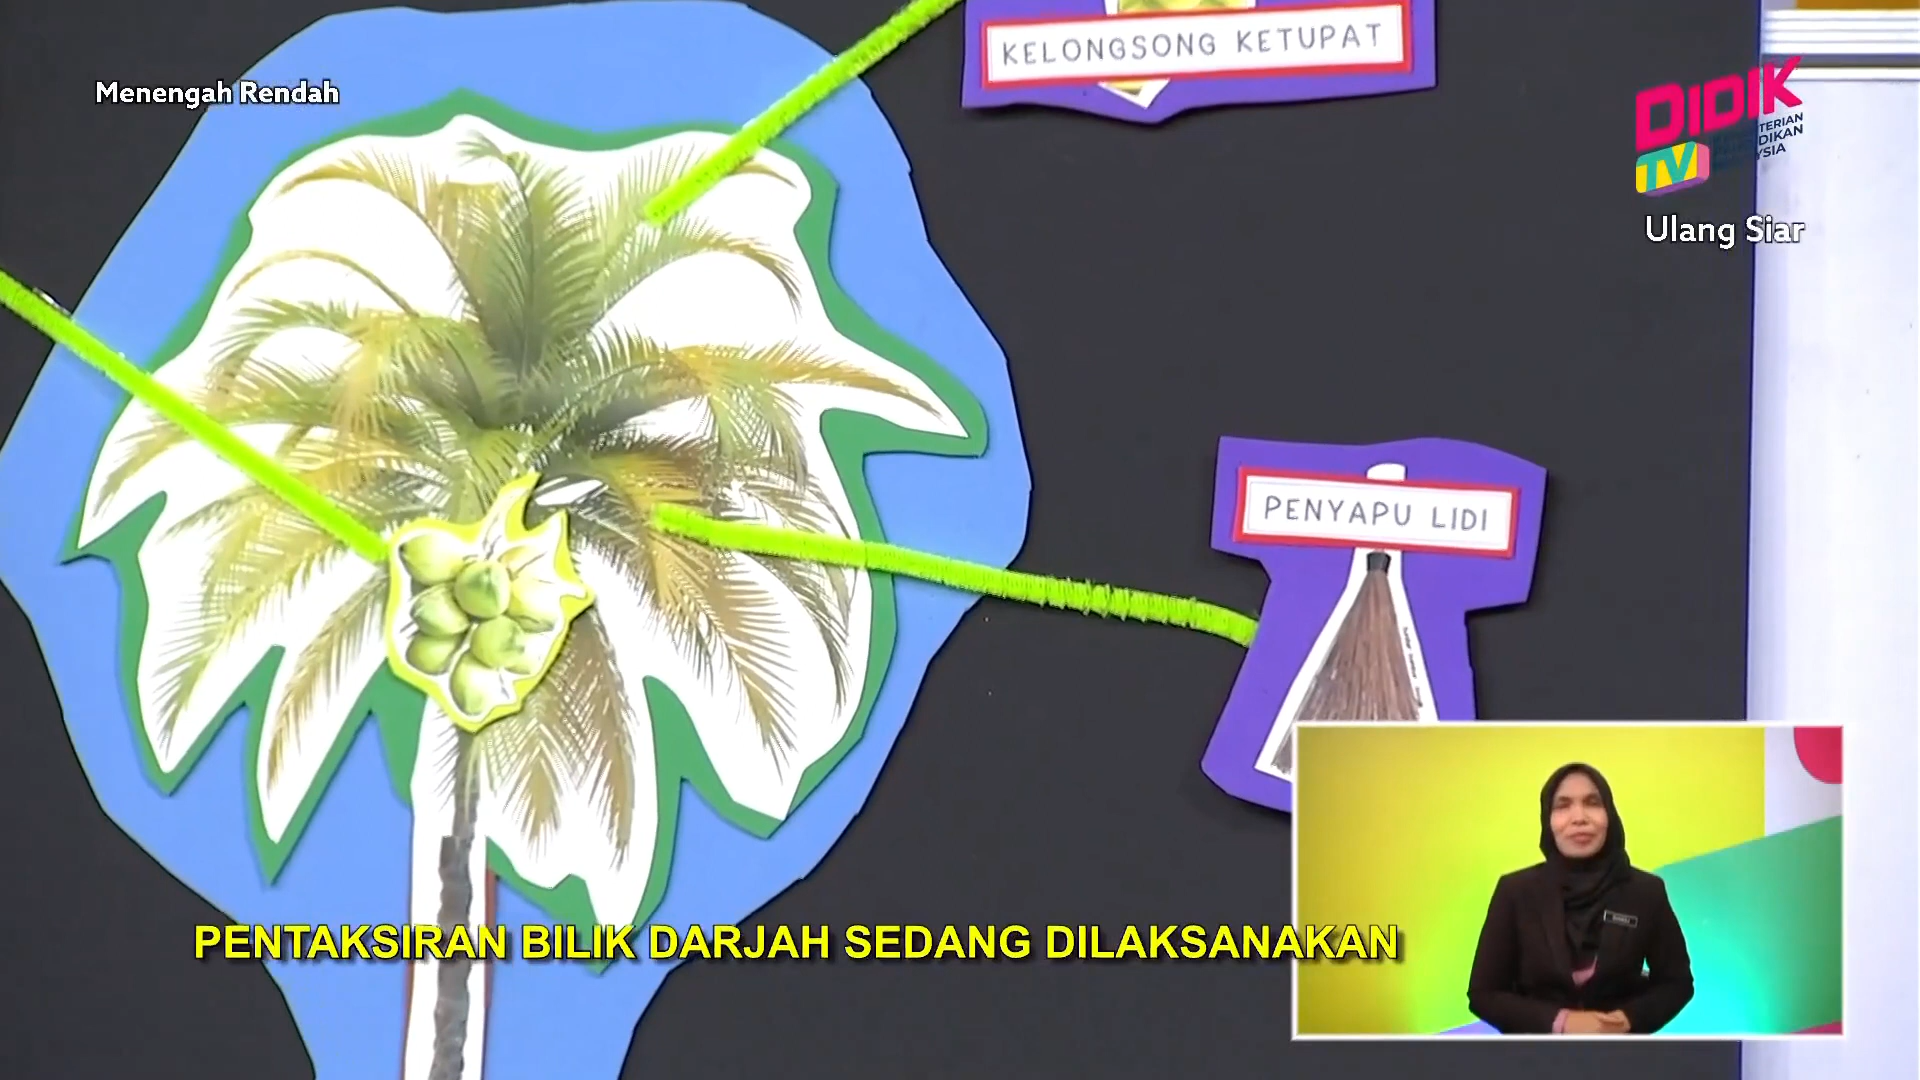 KELONGSONG KETUPAT
Menengah Rendah
DIDIK
TV
Ulang Siar
PENYAPU LIDI
PENTAKSIRAN BILIK DARJAH SEDANG DILAKSANAKAN